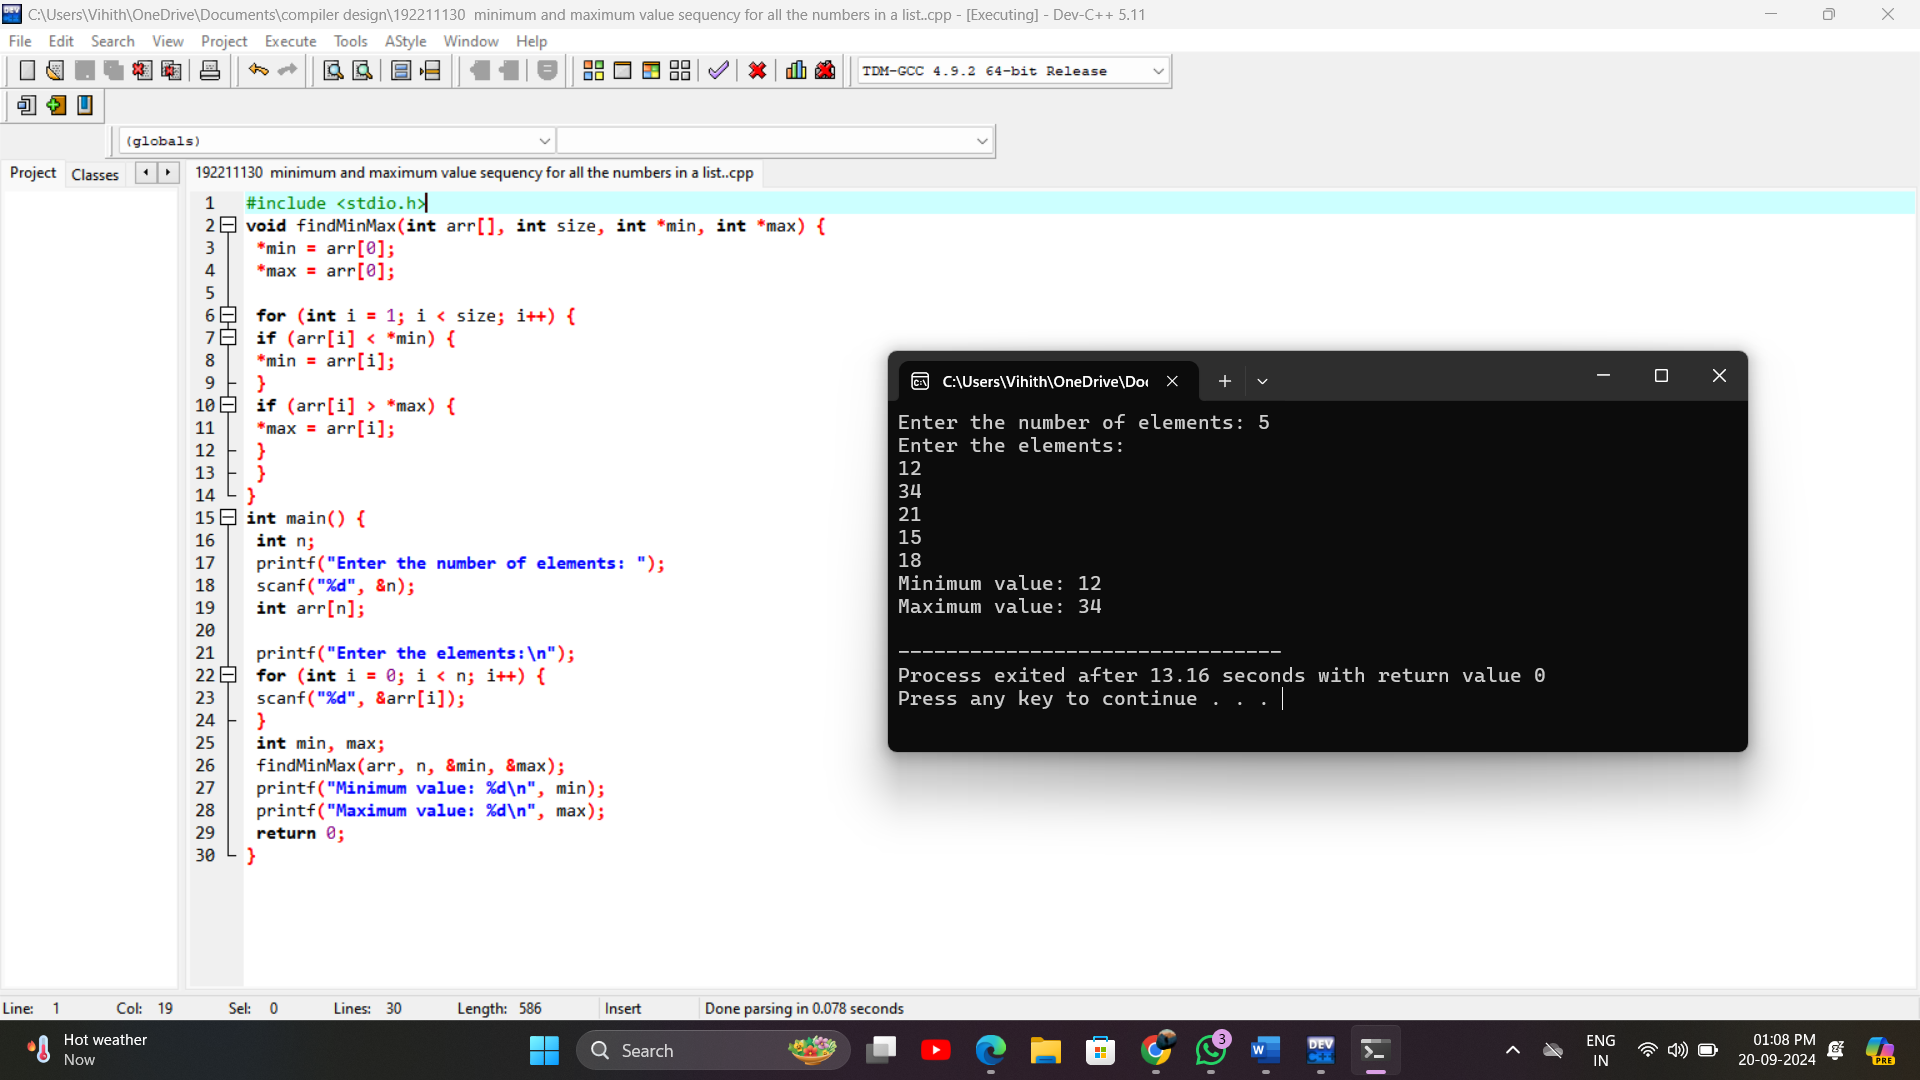 C:\Users\Vihith\OneDrive\Documents\compiler design\192211130 minimum and maximum value sequency for all the numbers in a list..cpp - [Executing] - Dev-C++ 5.11
File Edit Search View Project Execute Tools AStyle Window Help
TDM-GCC 4.9.2 64-bit Release
(globals)
Project Classes
192211130 minimum and maximum value sequency for all the numbers in a list..cpp
1 #include <stdio.h>
2 void findMinMax(int arr[], int size, int *min, int *max) {
3 *min = arr[0];
4 *max = arr[0];
5
6 for (int i = 1; i < size; i++) {
7 if (arr[i] < *min) {
8 *min = arr[i];
9 }
10 if (arr[i] > *max) {
11 *max = arr[i];
12 }
13 }
14 }
15 int main() {
16 int n;
17 printf("Enter the number of elements: ");
18 scanf("%d", &n);
19 int arr[n];
20
21 printf("Enter the elements:\n");
22 for (int i = 0; i < n; i++) {
23 scanf("%d", &arr[i]);
24 }
25 int min, max;
26 findMinMax(arr, n, &min, &max);
27 printf("Minimum value: %d\n", min);
28 printf("Maximum value: %d\n", max);
29 return 0;
30 }
C:\Users\Vihith\OneDrive\Do
Enter the number of elements: 5
Enter the elements:
12
34
21
15
18
Minimum value: 12
Maximum value: 34
--------------------------------
Process exited after 13.16 seconds with return value 0
Press any key to continue . . .
Line: 1 Col: 19 Sel: 0 Lines: 30 Length: 586 Insert Done parsing in 0.078 seconds
Hot weather
Now
Search
3
DEV
W
PRE
ENG
IN
01:08 PM
20-09-2024